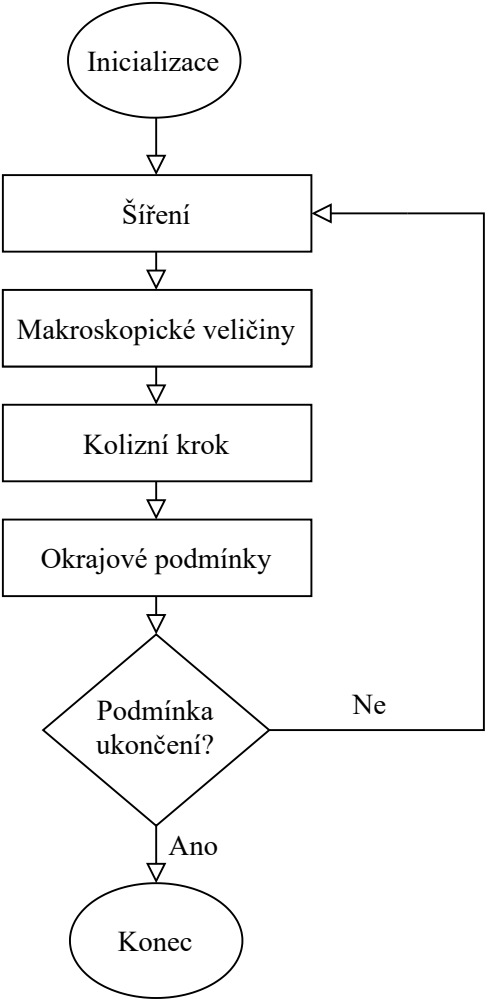 Inicializace
Šíření
Makroskopické veličiny
Kolizní krok
Okrajové podmínky
Podmínka
ukončení?
Ne
Ano
Konec